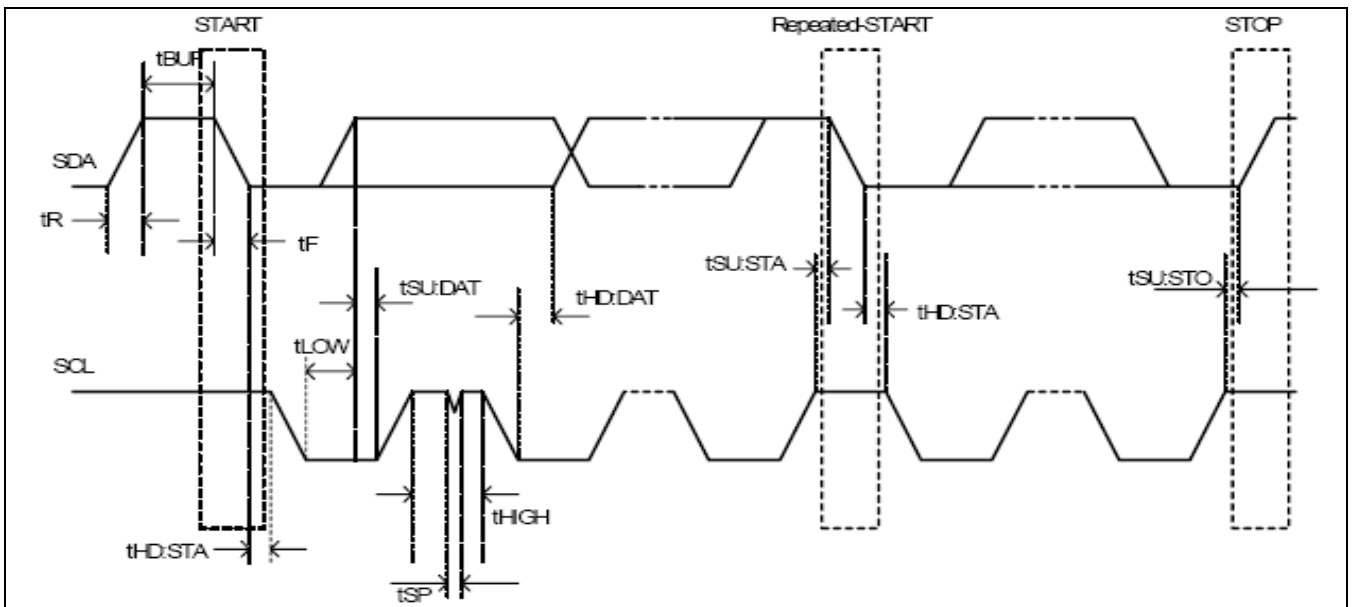 START
Repeated-START
STOP
tBUF
SDA
tR
tF
tSU:STA
tSU:STO
tSU:DAT
tHD:DAT
tHD:STA
tLOW
SCL
tHIGH
tHD:STA
tSP